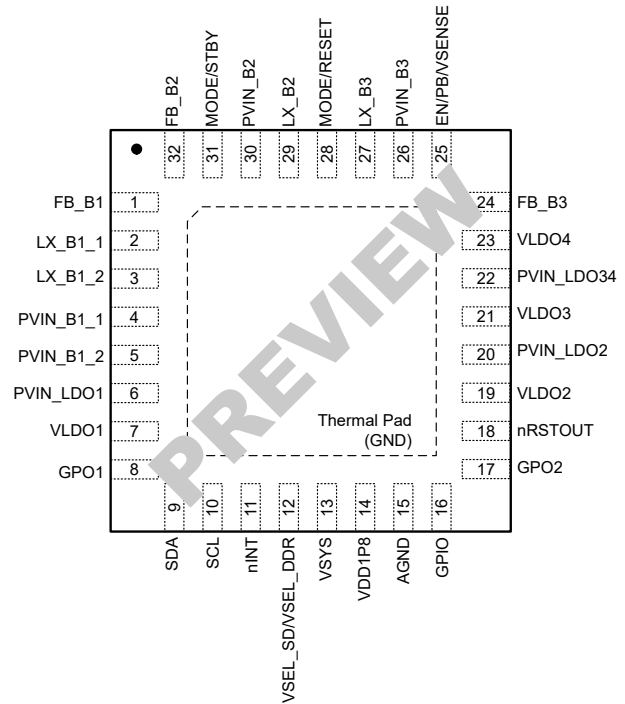 FB_B2
MODE/STBY
PVIN_B2
LX_B2
MODE/RESET
LX_B3
PVIN_B3
EN/PB/VSENSE
32
31
30
29
28
27
26
25
FB_B1 1
LX_B1_1 2
LX_B1_2 3
PVIN_B1_1 4
PVIN_B1_2 5
PVIN_LDO1 6
VLDO1 7
GPO1 8
24 FB_B3
23 VLDO4
22 PVIN_LDO34
21 VLDO3
20 PVIN_LDO2
19 VLDO2
18 nRSTOUT
17 GPO2
PREVIEW
Thermal Pad
(GND)
9
10
11
12
13
14
15
16
SDA
SCL
nINT
VSEL_SD/VSEL_DDR
VSYS
VDD1P8
AGND
GPIO